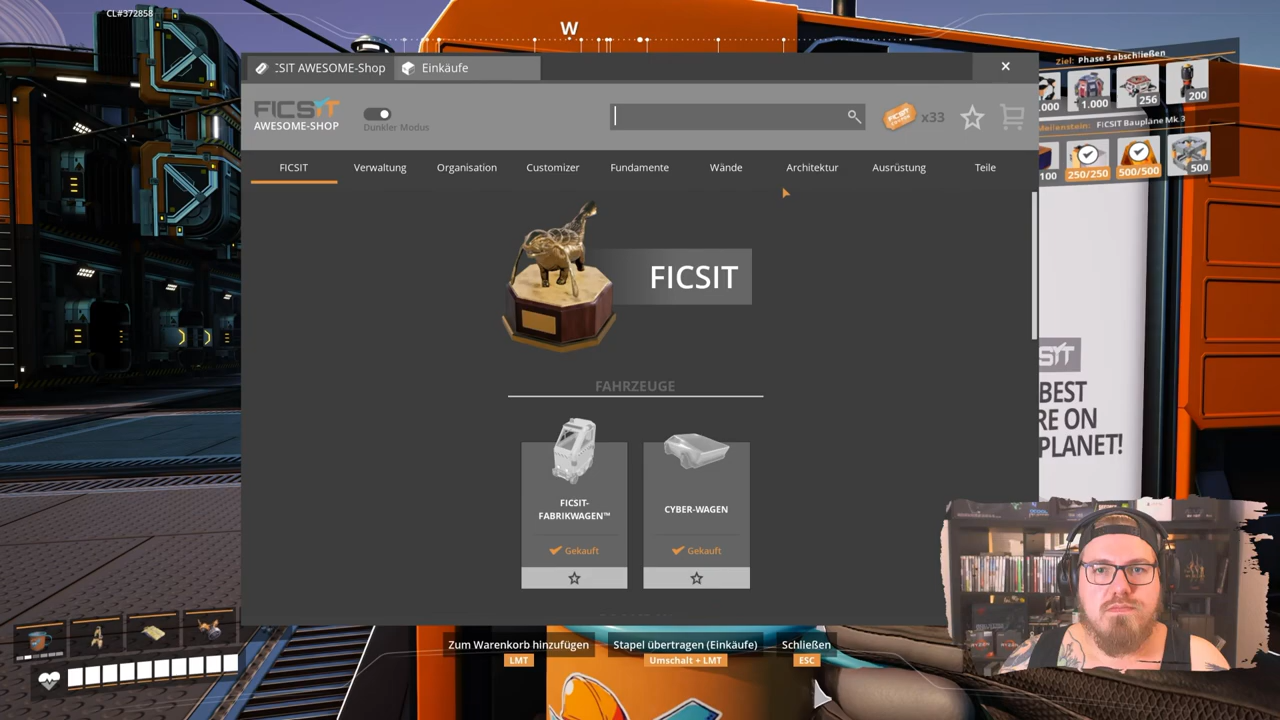 CL#372858
W
:SIT AWESOME-Shop
Einkäufe
FICSIT
AWESOME-SHOP
Dunkler Modus
x33
FICSIT
Verwaltung
Organisation
Customizer
Fundamente
Wände
Architektur
Ausrüstung
Teile
FICSIT
FAHRZEUGE
FICSIT-
FABRIKWAGEN™
Gekauft
CYBER-WAGEN
Gekauft
Zum Warenkorb hinzufügen
LMT
Stapel übertragen (Einkäufe)
Umschalt + LMT
Schließen
ESC
Ziel: Phase 5 abschließen
.000
1.000
256
200
Meilenstein: FICSIT Baupläne Mk.3
100
250/250
500/500
500
SIT
BEST
RE ON
PLANET!